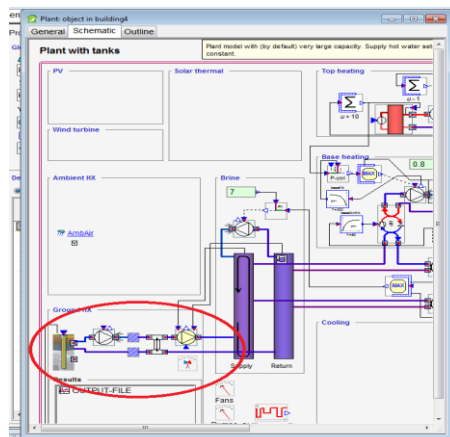 Plant: object in building4
General
Schematic
Outline
Plant with tanks
Plant model with (by default) very large capacity. Supply hot water set
constant.
PV
Solar thermal
Top heating
Σ
u - 1
Σ
u + 10
Wind turbine
Base heating
P-ctrl
MAX
0.8
Ambient HX
Brine
7
AmbAir
MAX
Ground HX
Cooling
Supply
Return
Results
OUTPUT-FILE
Fans